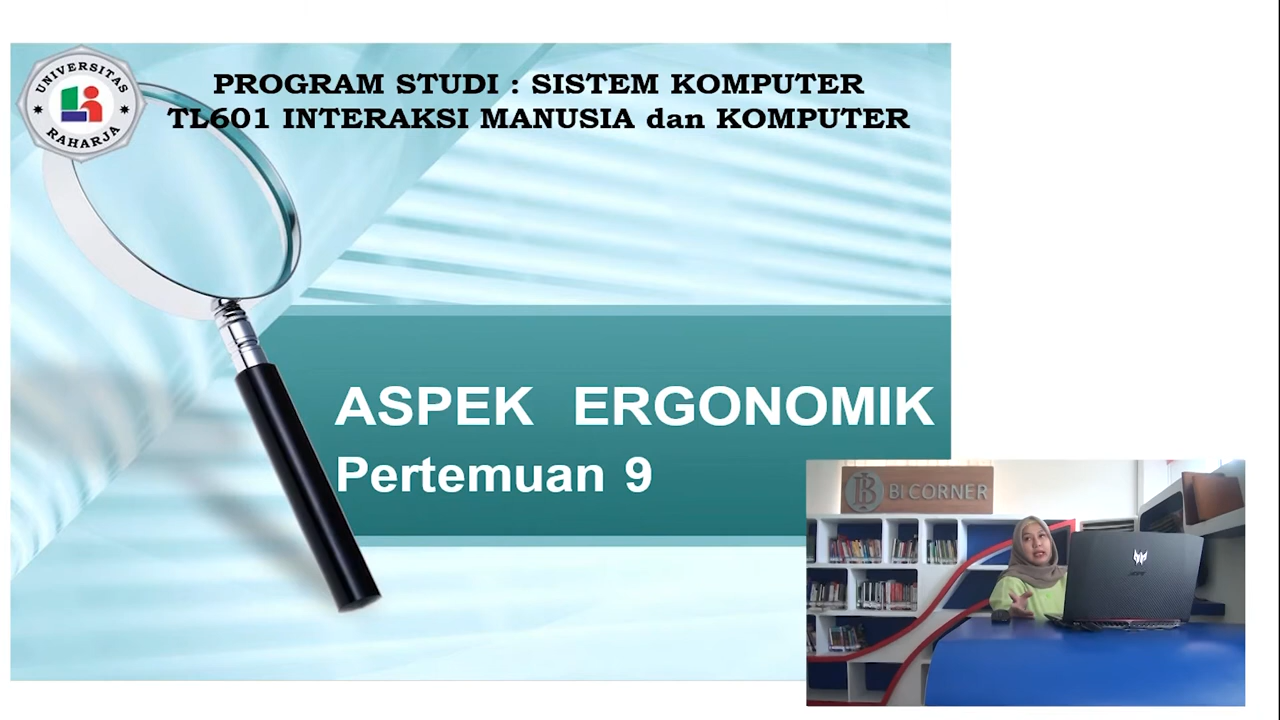 UNIVERSITAS
RAHARJA
PROGRAM STUDI : SISTEM KOMPUTER
TL601 INTERAKSI MANUSIA dan KOMPUTER
ASPEK ERGONOMIK
Pertemuan 9
BI CORNER